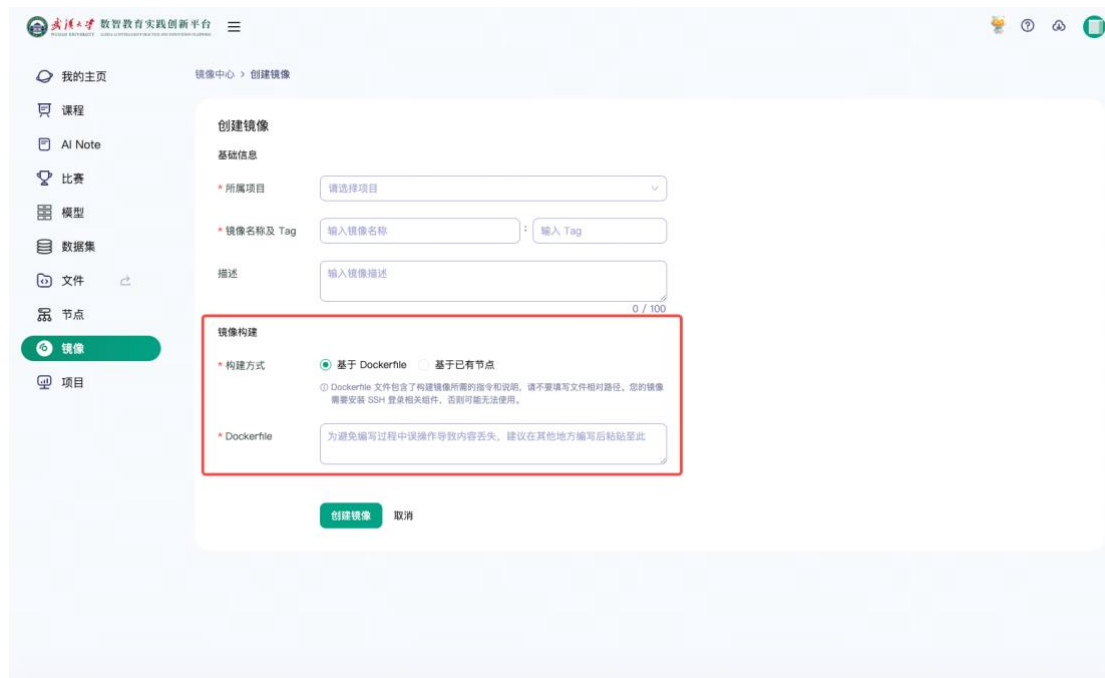 武汉大学 数智教育实践创新平台
我的主页
课程
AI Note
比赛
模型
数据集
文件
节点
镜像
项目
镜像中心 > 创建镜像
创建镜像
基础信息
* 所属项目 请选择项目
* 镜像名称及 Tag 输入镜像名称 : 输入 Tag
描述 输入镜像描述
0 / 100
镜像构建
* 构建方式 基于 Dockerfile 基于已有节点
Dockerfile 文件包含了构建镜像所需的指令和说明，请不要填写文件相对路径。您的镜像
需要安装 SSH 登录相关组件，否则可能无法使用。
* Dockerfile 为避免编写过程中误操作导致内容丢失，建议在其他地方编写后粘贴至此
创建镜像 取消